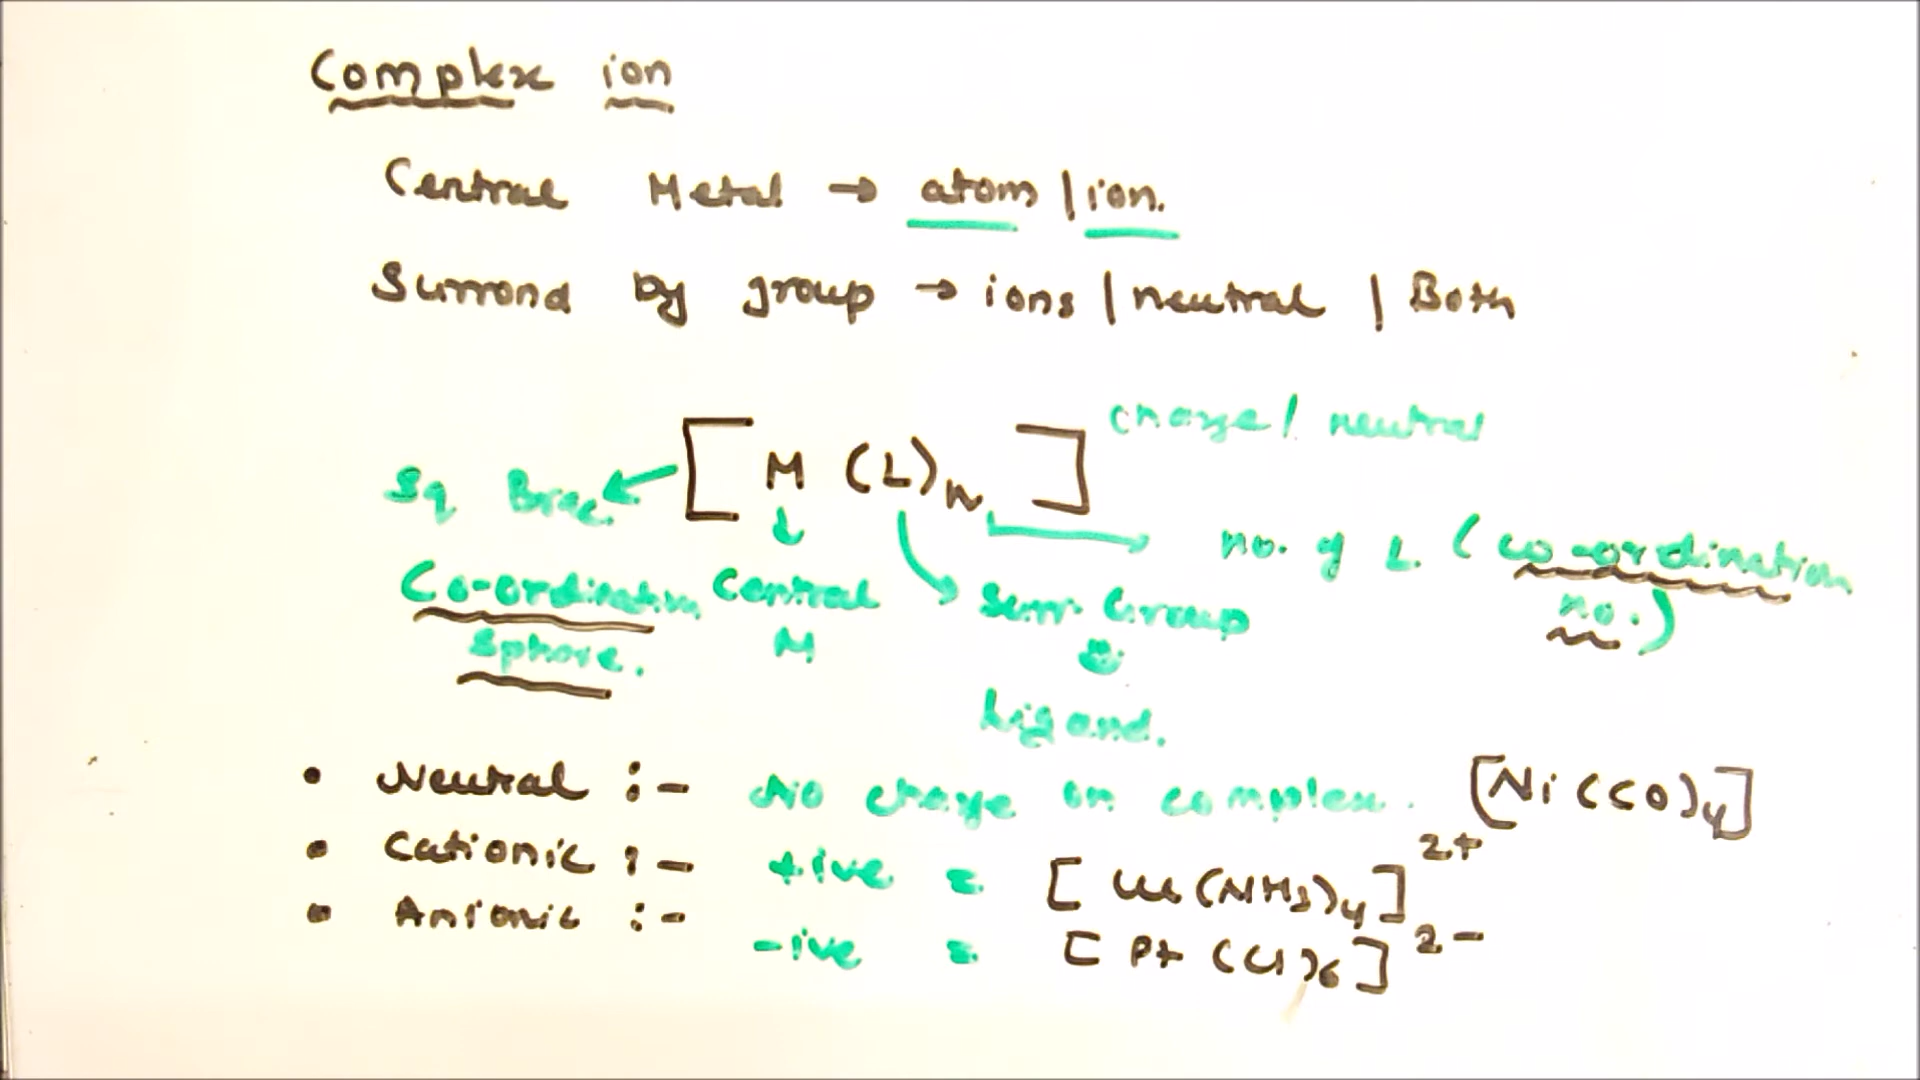 Complex ion
Central Metal → atom | ion.
Surrond by group → ions | neutral | Both
[M (L)n] charge / neutral
Sq Brac.
no. of L (co-ordination no.)
Co-ordination Sphere.
Central M
Surr. Group
Ligand.
• Neutral :- No charge on complex. [Ni(CO)4]
• Cationic :- +ive = [Cu(NH3)4]2+
• Anionic :- -ive = [Pt(Cl)6]2-